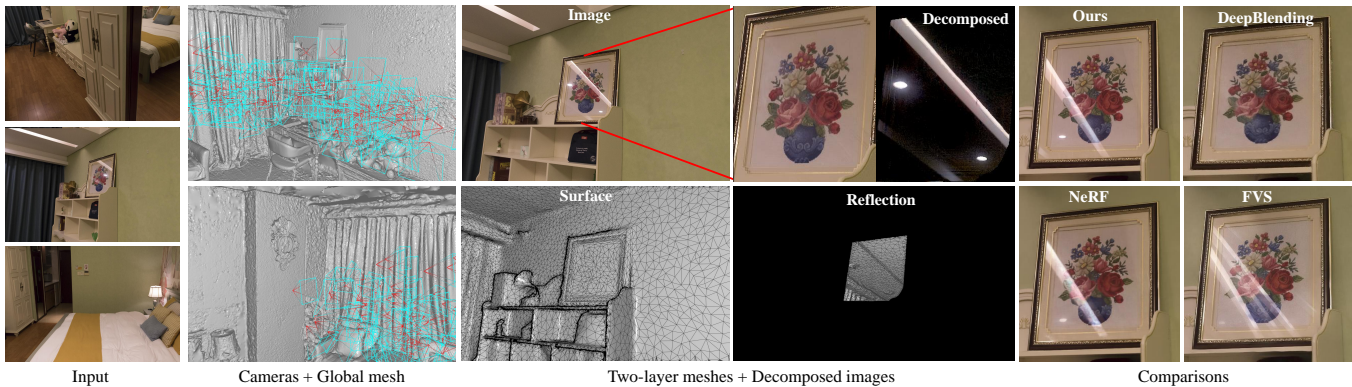 Image
Decomposed
Ours
DeepBlending
Surface
Reflection
NeRF
FVS
Input
Cameras + Global mesh
Two-layer meshes + Decomposed images
Comparisons